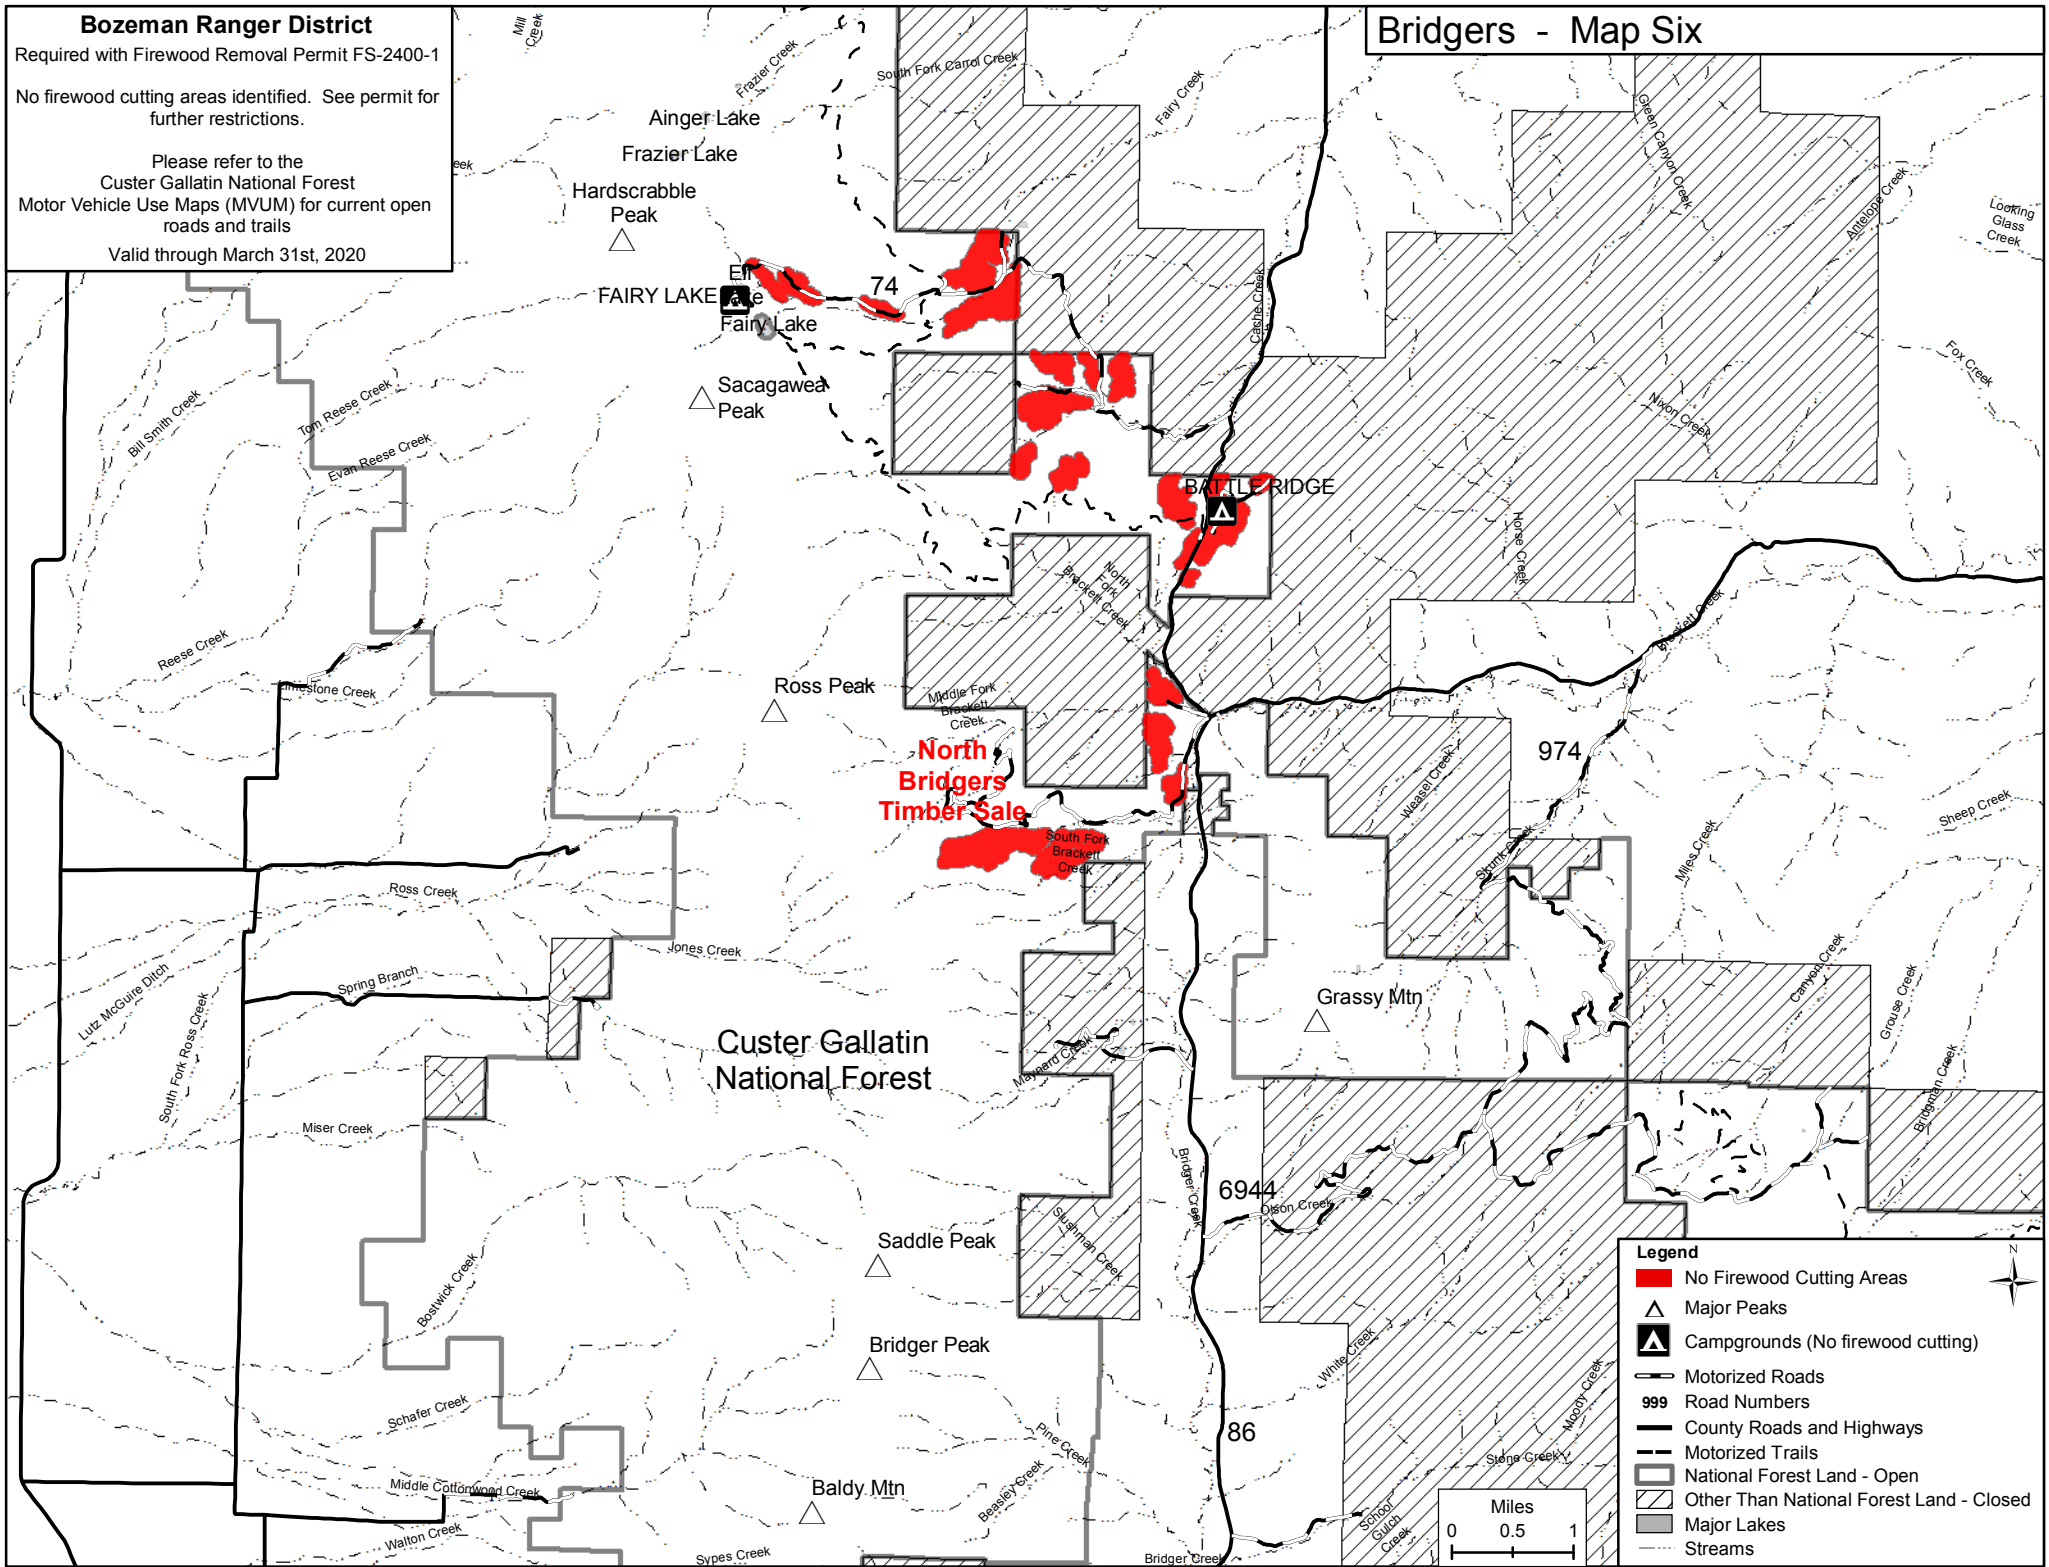 Bozeman Ranger District
Required with Firewood Removal Permit FS-2400-1
No firewood cutting areas identified. See permit for
further restrictions.
Please refer to the
Custer Gallatin National Forest
Motor Vehicle Use Maps (MVUM) for current open
roads and trails
Valid through March 31st, 2020
Bridgers - Map Six
Mill
Creek
Frazier Creek
South Fork Carrol Creek
Fairy Creek
Green Canyon Creek
Antelope Creek
Looking
Glass
Creek
Ainger Lake
Frazier Lake
eek
Hardscrabble
Peak
FAIRY LAKE
74
Fairy Lake
Cache Creek
Fox Creek
Sacagawea
Peak
Nixon Creek
Bill Smith Creek
Tom Reese Creek
Evan Reese Creek
BATTLE RIDGE
Horse Creek
North
Fork
Brackett Creek
Brackett Creek
Reese Creek
Limestone Creek
Ross Peak
Middle Fork
Brackett
Creek
North
Bridgers
Timber Sale
974
Weasel Creek
Sheep Creek
South Fork
Brackett
Creek
Skunk Creek
Miles Creek
Ross Creek
Jones Creek
Lutz McGuire Ditch
Spring Branch
South Fork Ross Creek
Canyon Creek
Grouse Creek
Grassy Mtn
Custer Gallatin
National Forest
Maynard Creek
Bridgman Creek
Miser Creek
Bridger Creek
6944
Olson Creek
Slushman Creek
Saddle Peak
Bostwick Creek
Bridger Peak
White Creek
Moody Creek
Schafer Creek
86
Pine Creek
Stone Creek
Middle Cottonwood Creek
Baldy Mtn
Beasley Creek
School
Gulch
Creek
Walton Creek
Sypes Creek
Bridger Creek
Miles
0 0.5 1
Legend
N
No Firewood Cutting Areas
Major Peaks
Campgrounds (No firewood cutting)
Motorized Roads
999 Road Numbers
County Roads and Highways
Motorized Trails
National Forest Land - Open
Other Than National Forest Land - Closed
Major Lakes
Streams